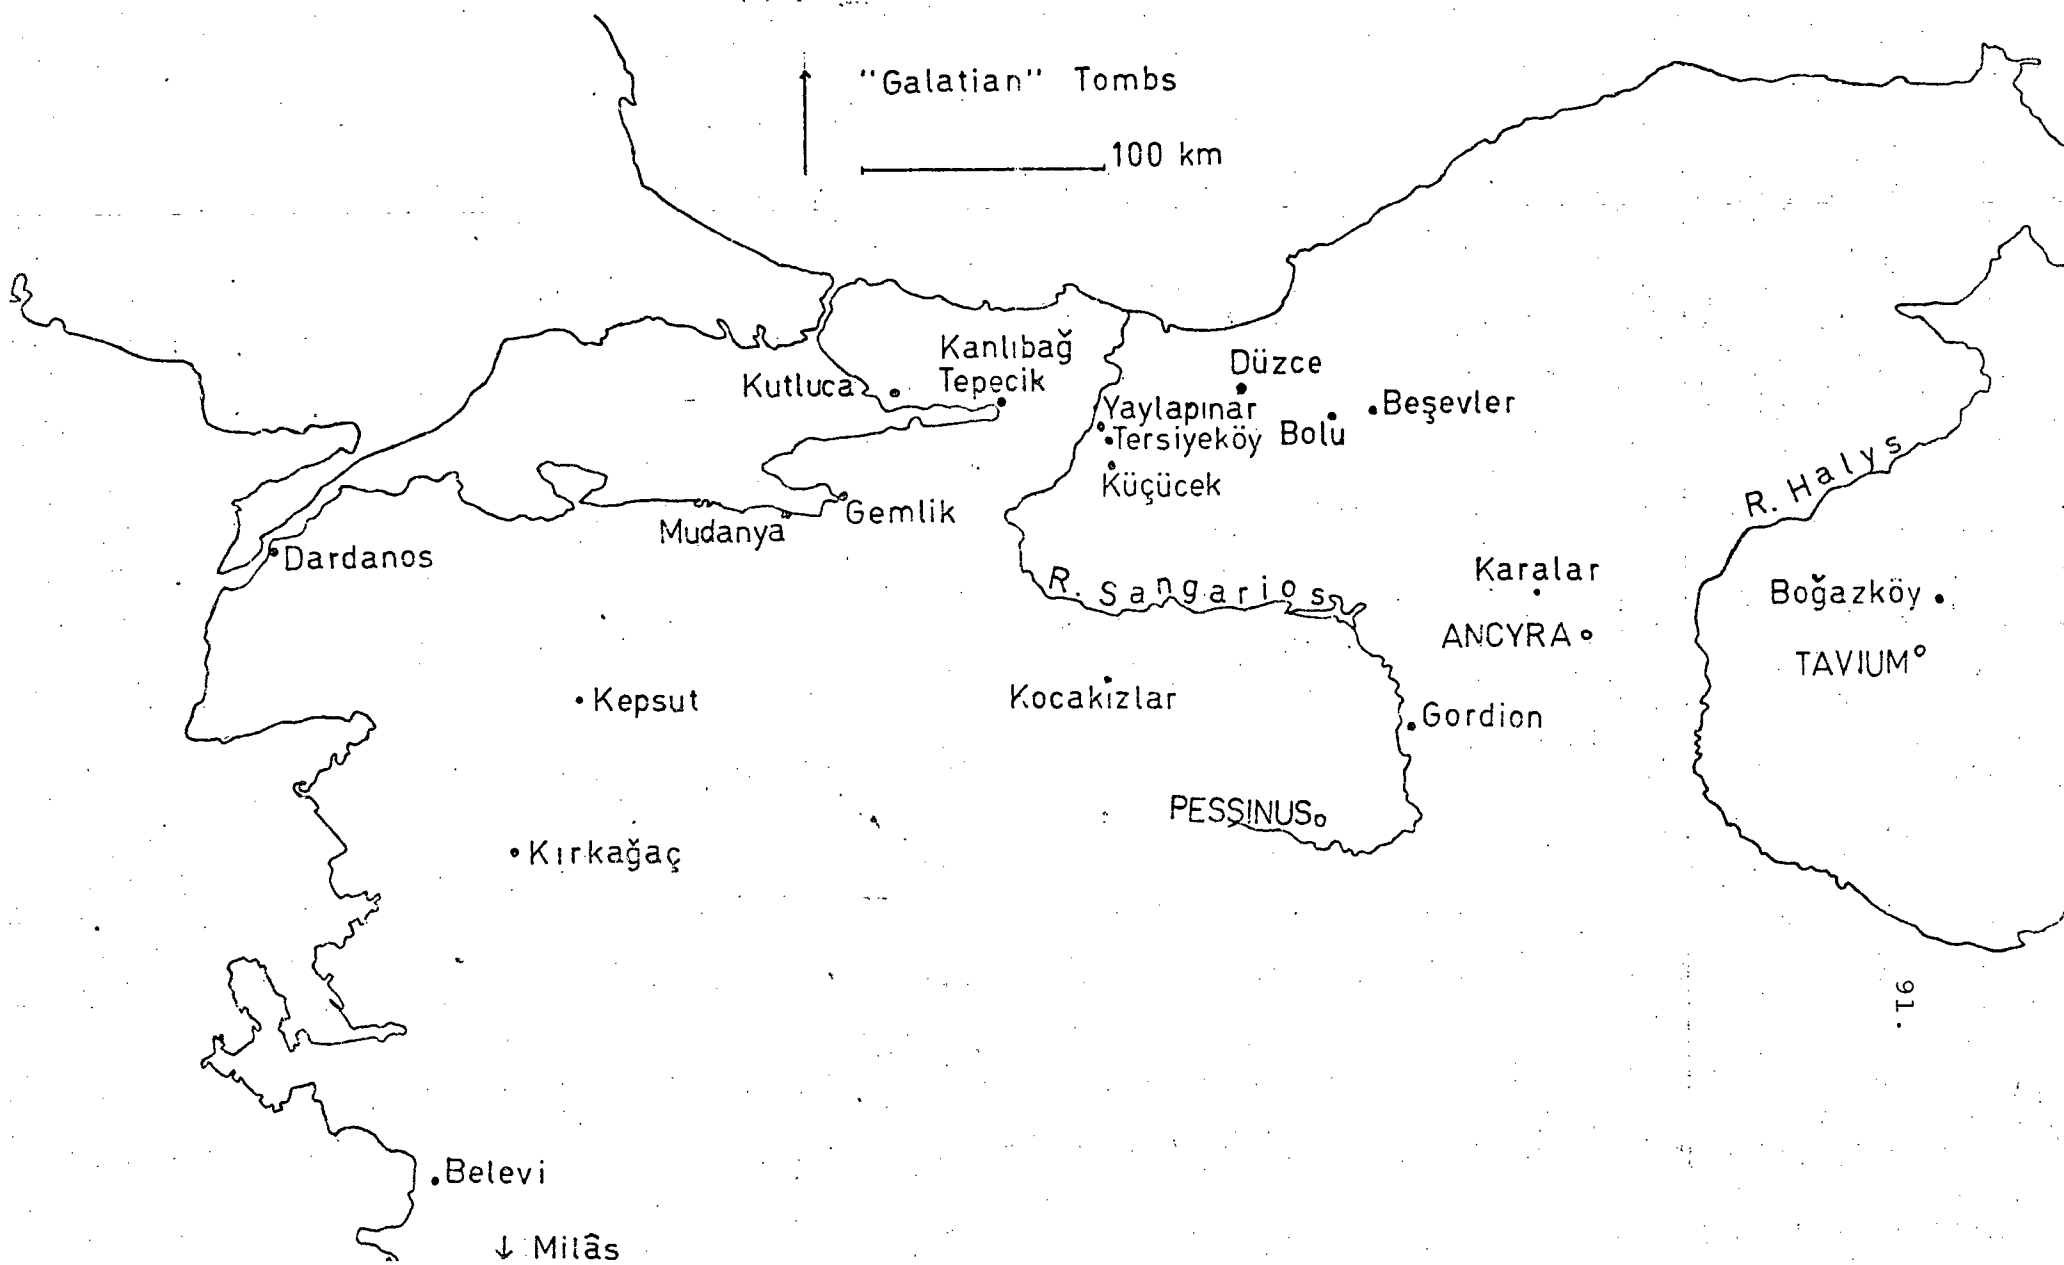 "Galatian" Tombs
100 km
Kanlıbağ
Tepecik
Kutluca
Düzce
Yaylapınar
Beşevler
Tersiyeköy
Bolu
Küçücek
R. Halys
Gemlik
Mudanya
Dardanos
R. Sangarios
Karalar
Boğazköy
ANCYRA
TAVIUM
Kepsut
Kocakızlar
Gordion
PESSINUS
Kırkağaç
91.
Belevi
↓ Milâs